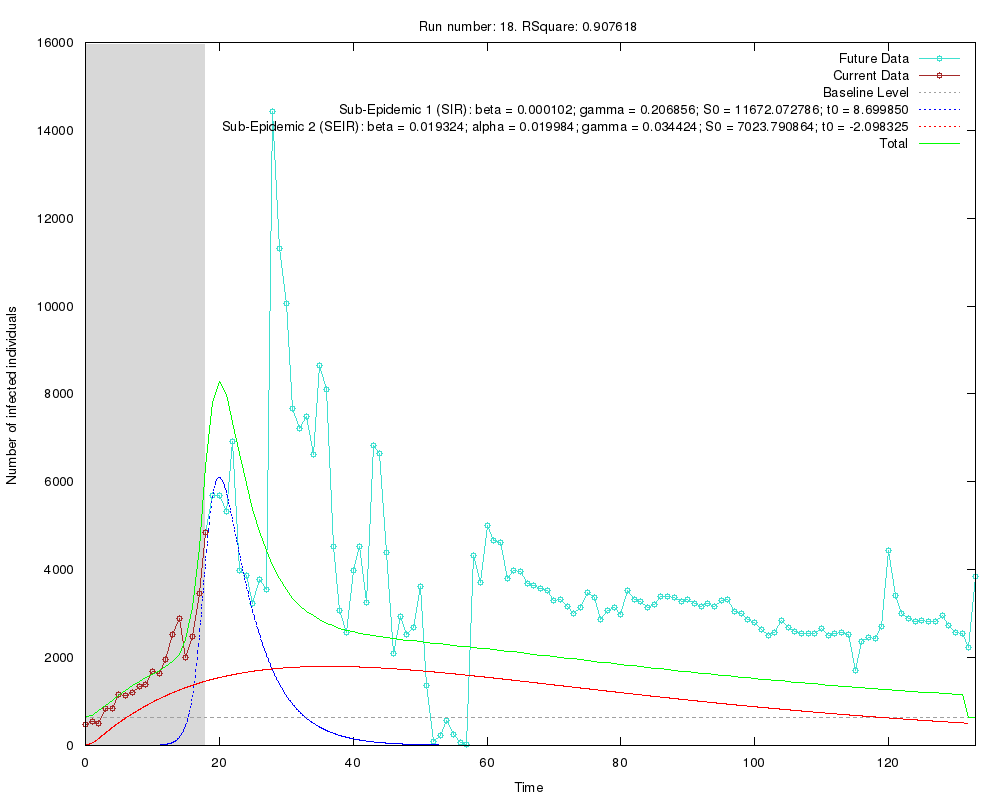 Run number: 18. RSquare: 0.907618
16000
14000
12000
10000
8000
6000
4000
2000
0
Number of infected individuals
Future Data
Current Data
Baseline Level
Sub-Epidemic 1 (SIR): beta = 0.000102; gamma = 0.206856; S0 = 11672.072786; t0 = 8.699850
Sub-Epidemic 2 (SEIR): beta = 0.019324; alpha = 0.019984; gamma = 0.034424; S0 = 7023.790864; t0 = -2.098325
Total
0 20 40 60 80 100 120
Time